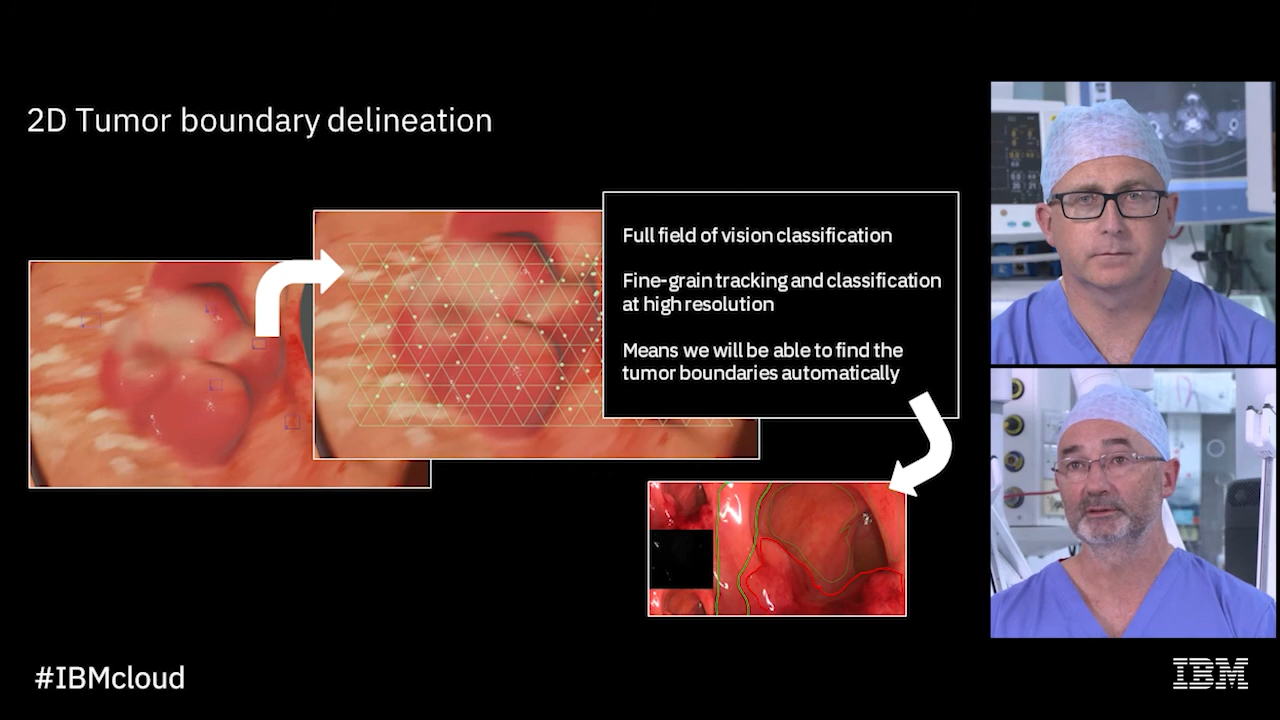 2D Tumor boundary delineation
Full field of vision classification
Fine-grain tracking and classification
at high resolution
Means we will be able to find the
tumor boundaries automatically
#IBMcloud
IBM